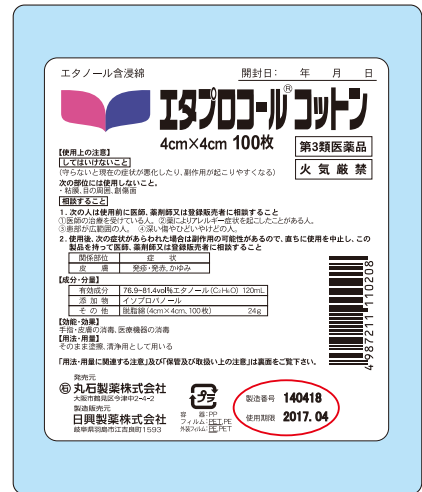 エタノール含浸綿
開封日： 年 月 日
エタプロコール® コットン
4cm×4cm 100枚
第3類医薬品
火気厳禁
【使用上の注意】
してはいけないこと
(守らないと現在の症状が悪化したり、副作用が起こりやすくなる)
次の部位には使用しない。
・粘膜、目の周囲、創傷面
相談すること
1．次の人は使用前に医師、薬剤師又は登録販売者に相談すること
①医師の治療を受けている人。②薬によりアレルギー症状を起こしたことがある人。
③患部が広範囲の人。 ④深い傷やひどいやけどの人。
2．使用後、次の症状があらわれた場合は副作用の可能性があるので、直ちに使用を中止し、この
製品を持って医師、薬剤師又は登録販売者に相談すること
関係部位 症 状
皮 膚 発疹・発赤、かゆみ
【成分・分量】
有効成分 76.9~81.4vol%エタノール(C₂H₆O) 120mL
添加物 イソプロパノール
その他 脱脂綿(4cm×4cm、100枚) 24g
【効能・効果】
手指・皮膚の消毒、医療機器の消毒
【用法・用量】
そのまま塗擦、清浄用として用いる
「用法・用量に関連する注意」及び「保管及び取扱い上の注意」は裏面をご覧下さい。
発売元
石 丸石製薬株式会社
大阪市鶴見区今津中2-4-2
製造販売元
日興製薬株式会社
岐阜県羽島市江吉良町1593
プラ
容 器：PP
フィルム：PET,PE
外装フィルム：PE,PET
製造番号 140418
使用期限 2017.04
4 987211 110208